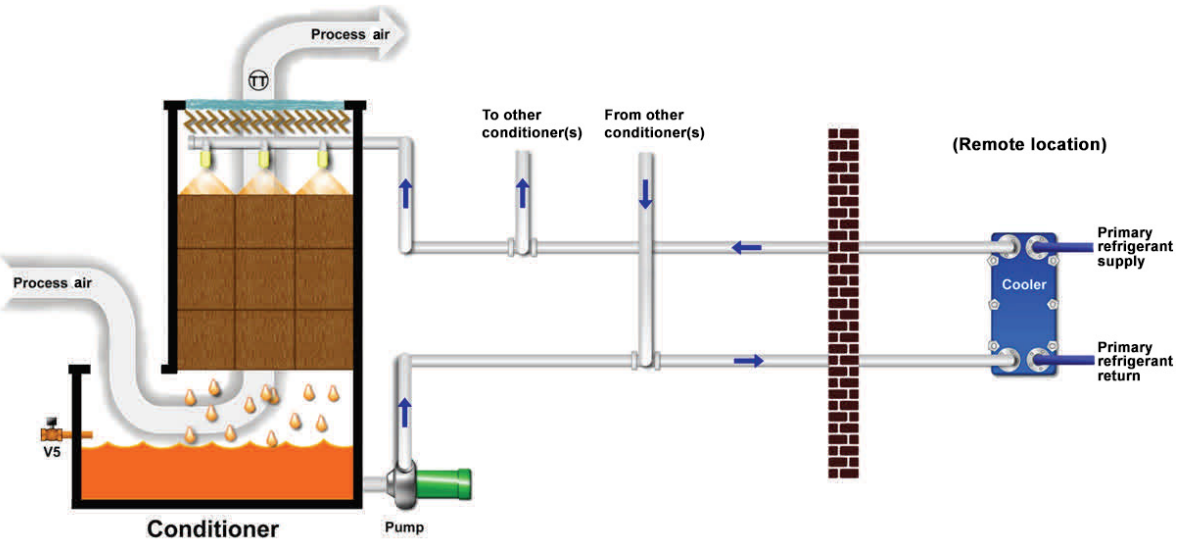 Process air
TT
To other
conditioner(s)
From other
conditioner(s)
(Remote location)
Primary
refrigerant
supply
Process air
Cooler
Primary
refrigerant
return
V5
Conditioner
Pump